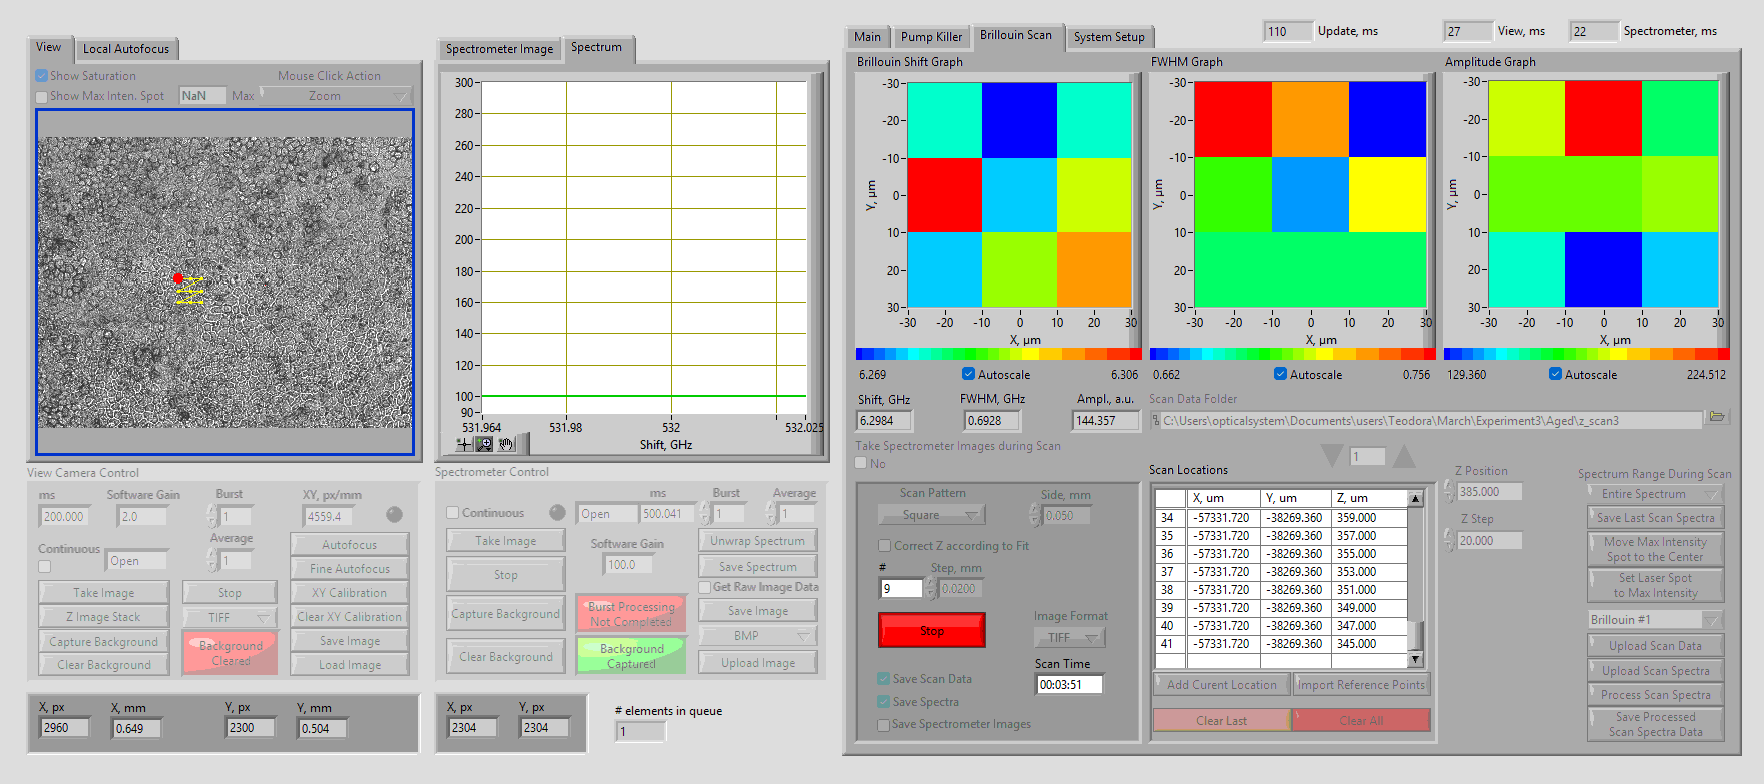 View
Local Autofocus
Show Saturation
Mouse Click Action
Show Max Inten. Spot
NaN
Max
Zoom
View Camera Control
ms
Software Gain
Burst
XY, px/mm
200.000
2.0
1
4559.4
Continuous
Open
Average
1
Autofocus
Fine Autofocus
Take Image
Stop
XY Calibration
Z Image Stack
TIFF
Clear XY Calibration
Capture Background
Background
Cleared
Save Image
Clear Background
Load Image
X, px
X, mm
Y, px
Y, mm
2960
0.649
2300
0.504
Spectrometer Image
Spectrum
300
280
260
240
220
200
180
160
140
120
100
90
531.964
531.98
532
532.025
Shift, GHz
Spectrometer Control
ms
Burst
Average
Continuous
Open
500.041
1
1
Take Image
Software Gain
Unwrap Spectrum
Stop
100.0
Save Spectrum
Get Raw Image Data
Capture Background
Burst Processing
Not Completed
Save Image
BMP
Clear Background
Background
Captured
Upload Image
X, px
Y, px
2304
2304
# elements in queue
1
110
Update, ms
27
View, ms
22
Spectrometer, ms
Main
Pump Killer
Brillouin Scan
System Setup
Brillouin Shift Graph
-30
-20
-10
0
10
20
30
Y, µm
-30
-20
-10
0
10
20
30
X, µm
6.269
Autoscale
6.306
FWHM Graph
-30
-20
-10
0
10
20
30
Y, µm
-30
-20
-10
0
10
20
30
X, µm
0.662
Autoscale
0.756
Amplitude Graph
-30
-20
-10
0
10
20
30
Y, µm
-30
-20
-10
0
10
20
30
X, µm
129.360
Autoscale
224.512
Shift, GHz
FWHM, GHz
Ampl., a.u.
Scan Data Folder
6.2984
0.6928
144.357
C:\Users\opticalsystem\Documents\users\Teodora\March\Experiment3\Aged\z_scan3
Take Spectrometer Images during Scan
No
Scan Pattern
Side, mm
Square
0.050
Correct Z according to Fit
#
Step, mm
9
0.0200
Stop
Image Format
TIFF
Scan Time
00:03:51
Save Scan Data
Save Spectra
Save Spectrometer Images
Scan Locations
1
X, um Y, um Z, um
34 -57331.720 -38269.360 359.000
35 -57331.720 -38269.360 357.000
36 -57331.720 -38269.360 355.000
37 -57331.720 -38269.360 353.000
38 -57331.720 -38269.360 351.000
39 -57331.720 -38269.360 349.000
40 -57331.720 -38269.360 347.000
41 -57331.720 -38269.360 345.000
Add Curent Location
Import Reference Points
Clear Last
Clear All
Z Position
385.000
Z Step
20.000
Spectrum Range During Scan
Entire Spectrum
Save Last Scan Spectra
Move Max Intensity
Spot to the Center
Set Laser Spot
to Max Intensity
Brillouin #1
Upload Scan Data
Upload Scan Spectra
Process Scan Spectra
Save Processed
Scan Spectra Data